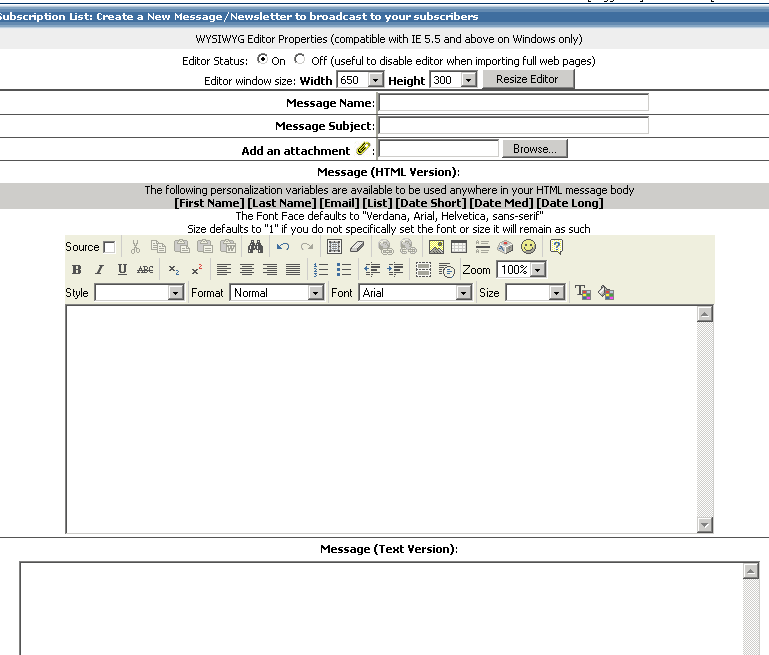 Subscription List: Create a New Message/Newsletter to broadcast to your subscribers
WYSIWYG Editor Properties (compatible with IE 5.5 and above on Windows only)
Editor Status: On Off (useful to disable editor when importing full web pages)
Editor window size: Width 650 Height 300 Resize Editor
Message Name:
Message Subject:
Add an attachment : Browse...
Message (HTML Version):
The following personalization variables are available to be used anywhere in your HTML message body
[First Name] [Last Name] [Email] [List] [Date Short] [Date Med] [Date Long]
The Font Face defaults to "Verdana, Arial, Helvetica, sans-serif"
Size defaults to "1" if you do not specifically set the font or size it will remain as such
Source
B I U ABC x2 x2 Zoom 100%
Style Format Normal Font Arial Size
Message (Text Version):